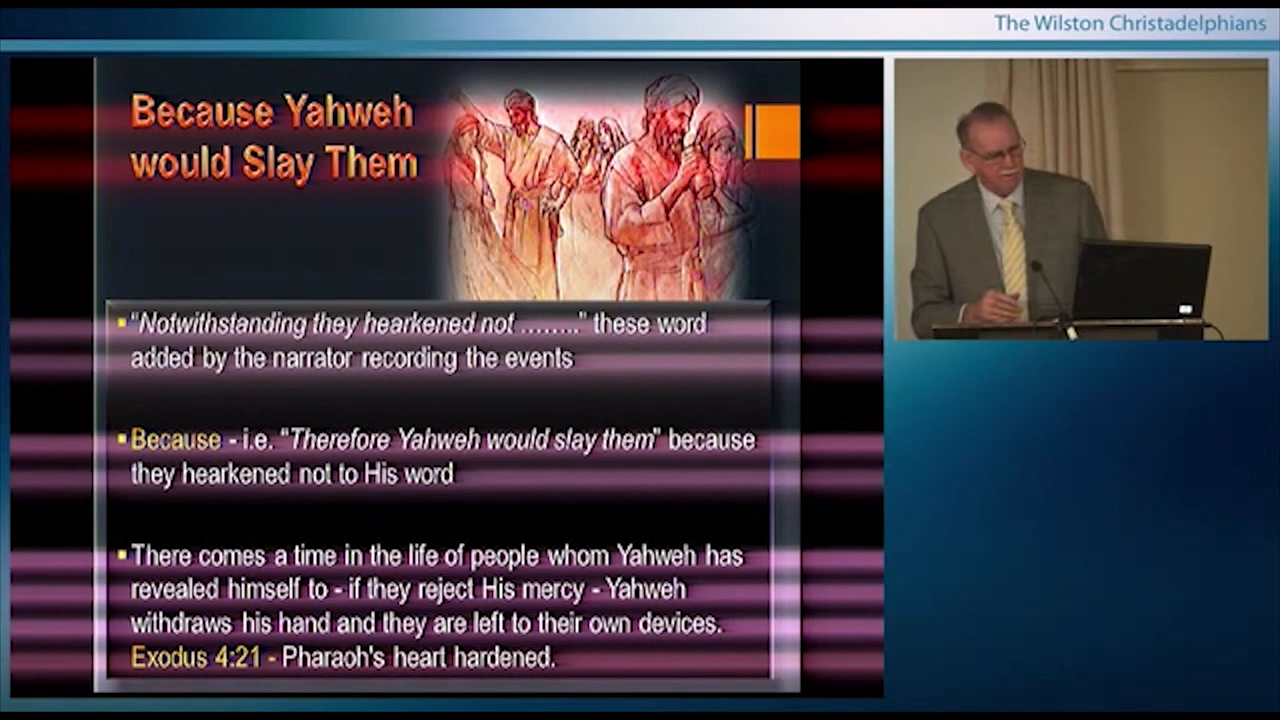 The Wilston Christadelphians
Because Yahweh
would Slay Them
“Notwithstanding they hearkened not ........” these word
added by the narrator recording the events
Because - i.e. “Therefore Yahweh would slay them” because
they hearkened not to His word
There comes a time in the life of people whom Yahweh has
revealed himself to - if they reject His mercy - Yahweh
withdraws his hand and they are left to their own devices.
Exodus 4:21 - Pharaoh's heart hardened.